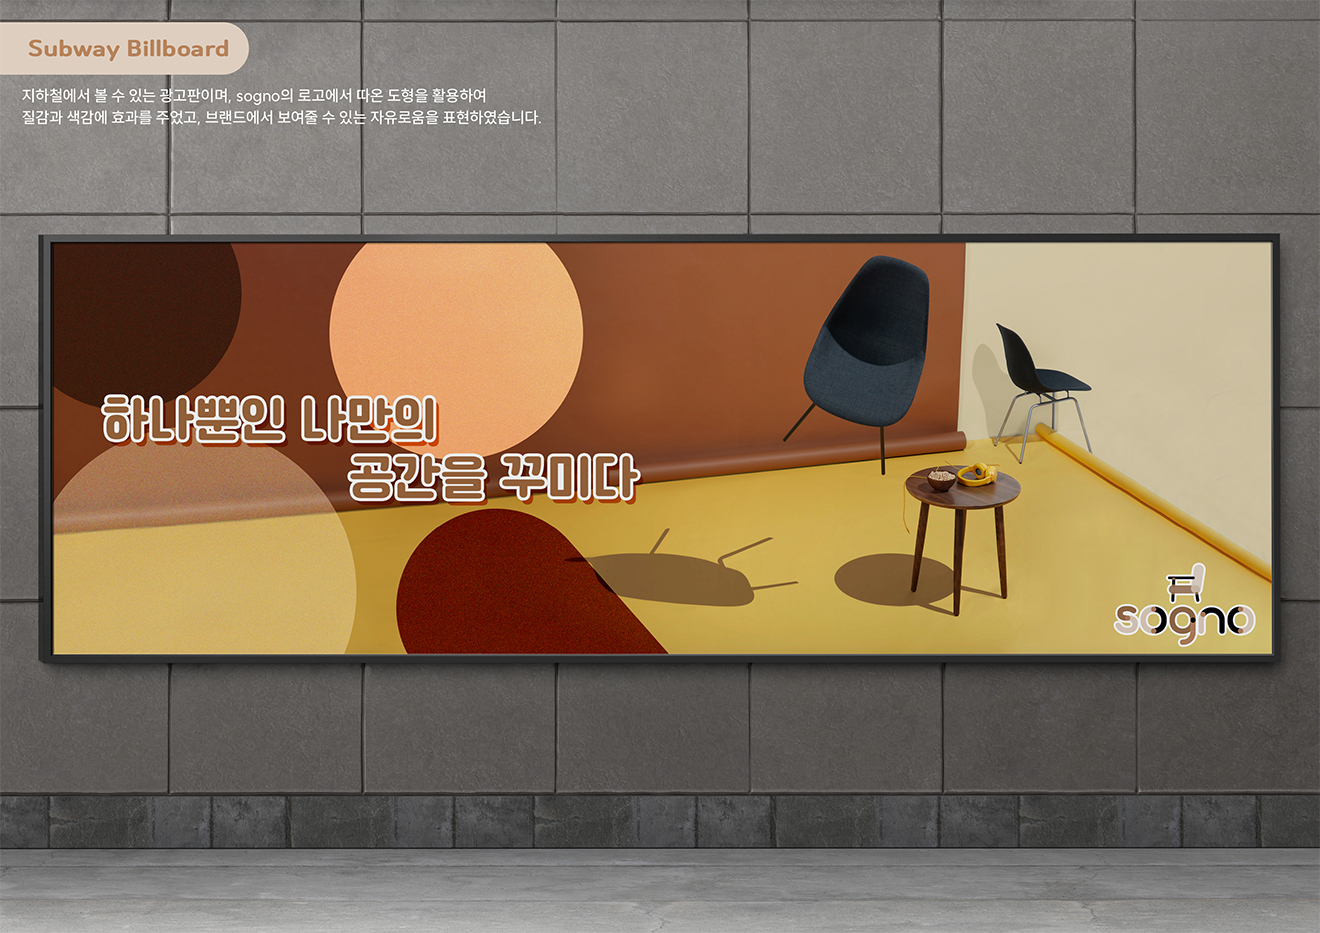 Subway Billboard
지하철에서 볼 수 있는 광고판이며, sogno의 로고에서 따온 도형을 활용하여
질감과 색감에 효과를 주었고, 브랜드에서 보여줄 수 있는 자유로움을 표현하였습니다.
하나뿐인 나만의
공간을 꾸미다
sogno